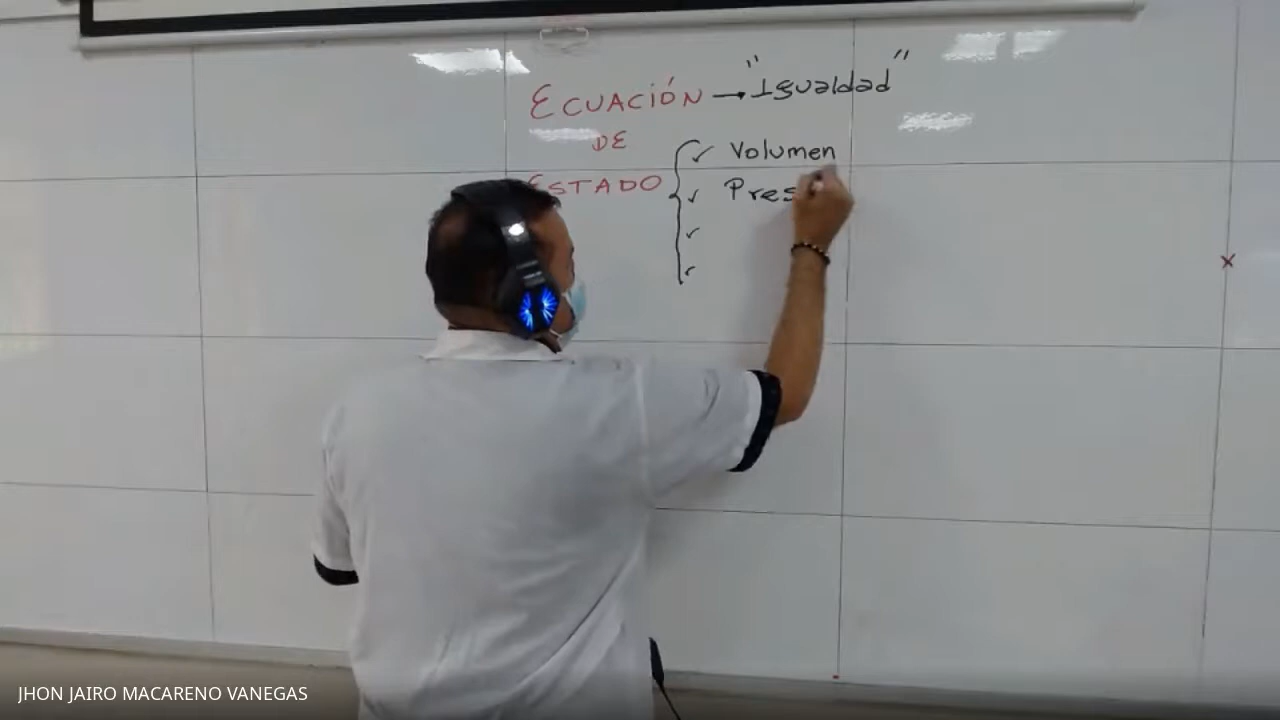 ECUACIÓN → "Igualdad"
DE
ESTADO { ✓ Volumen
✓ Pres
✓
✓
x
JHON JAIRO MACARENO VANEGAS